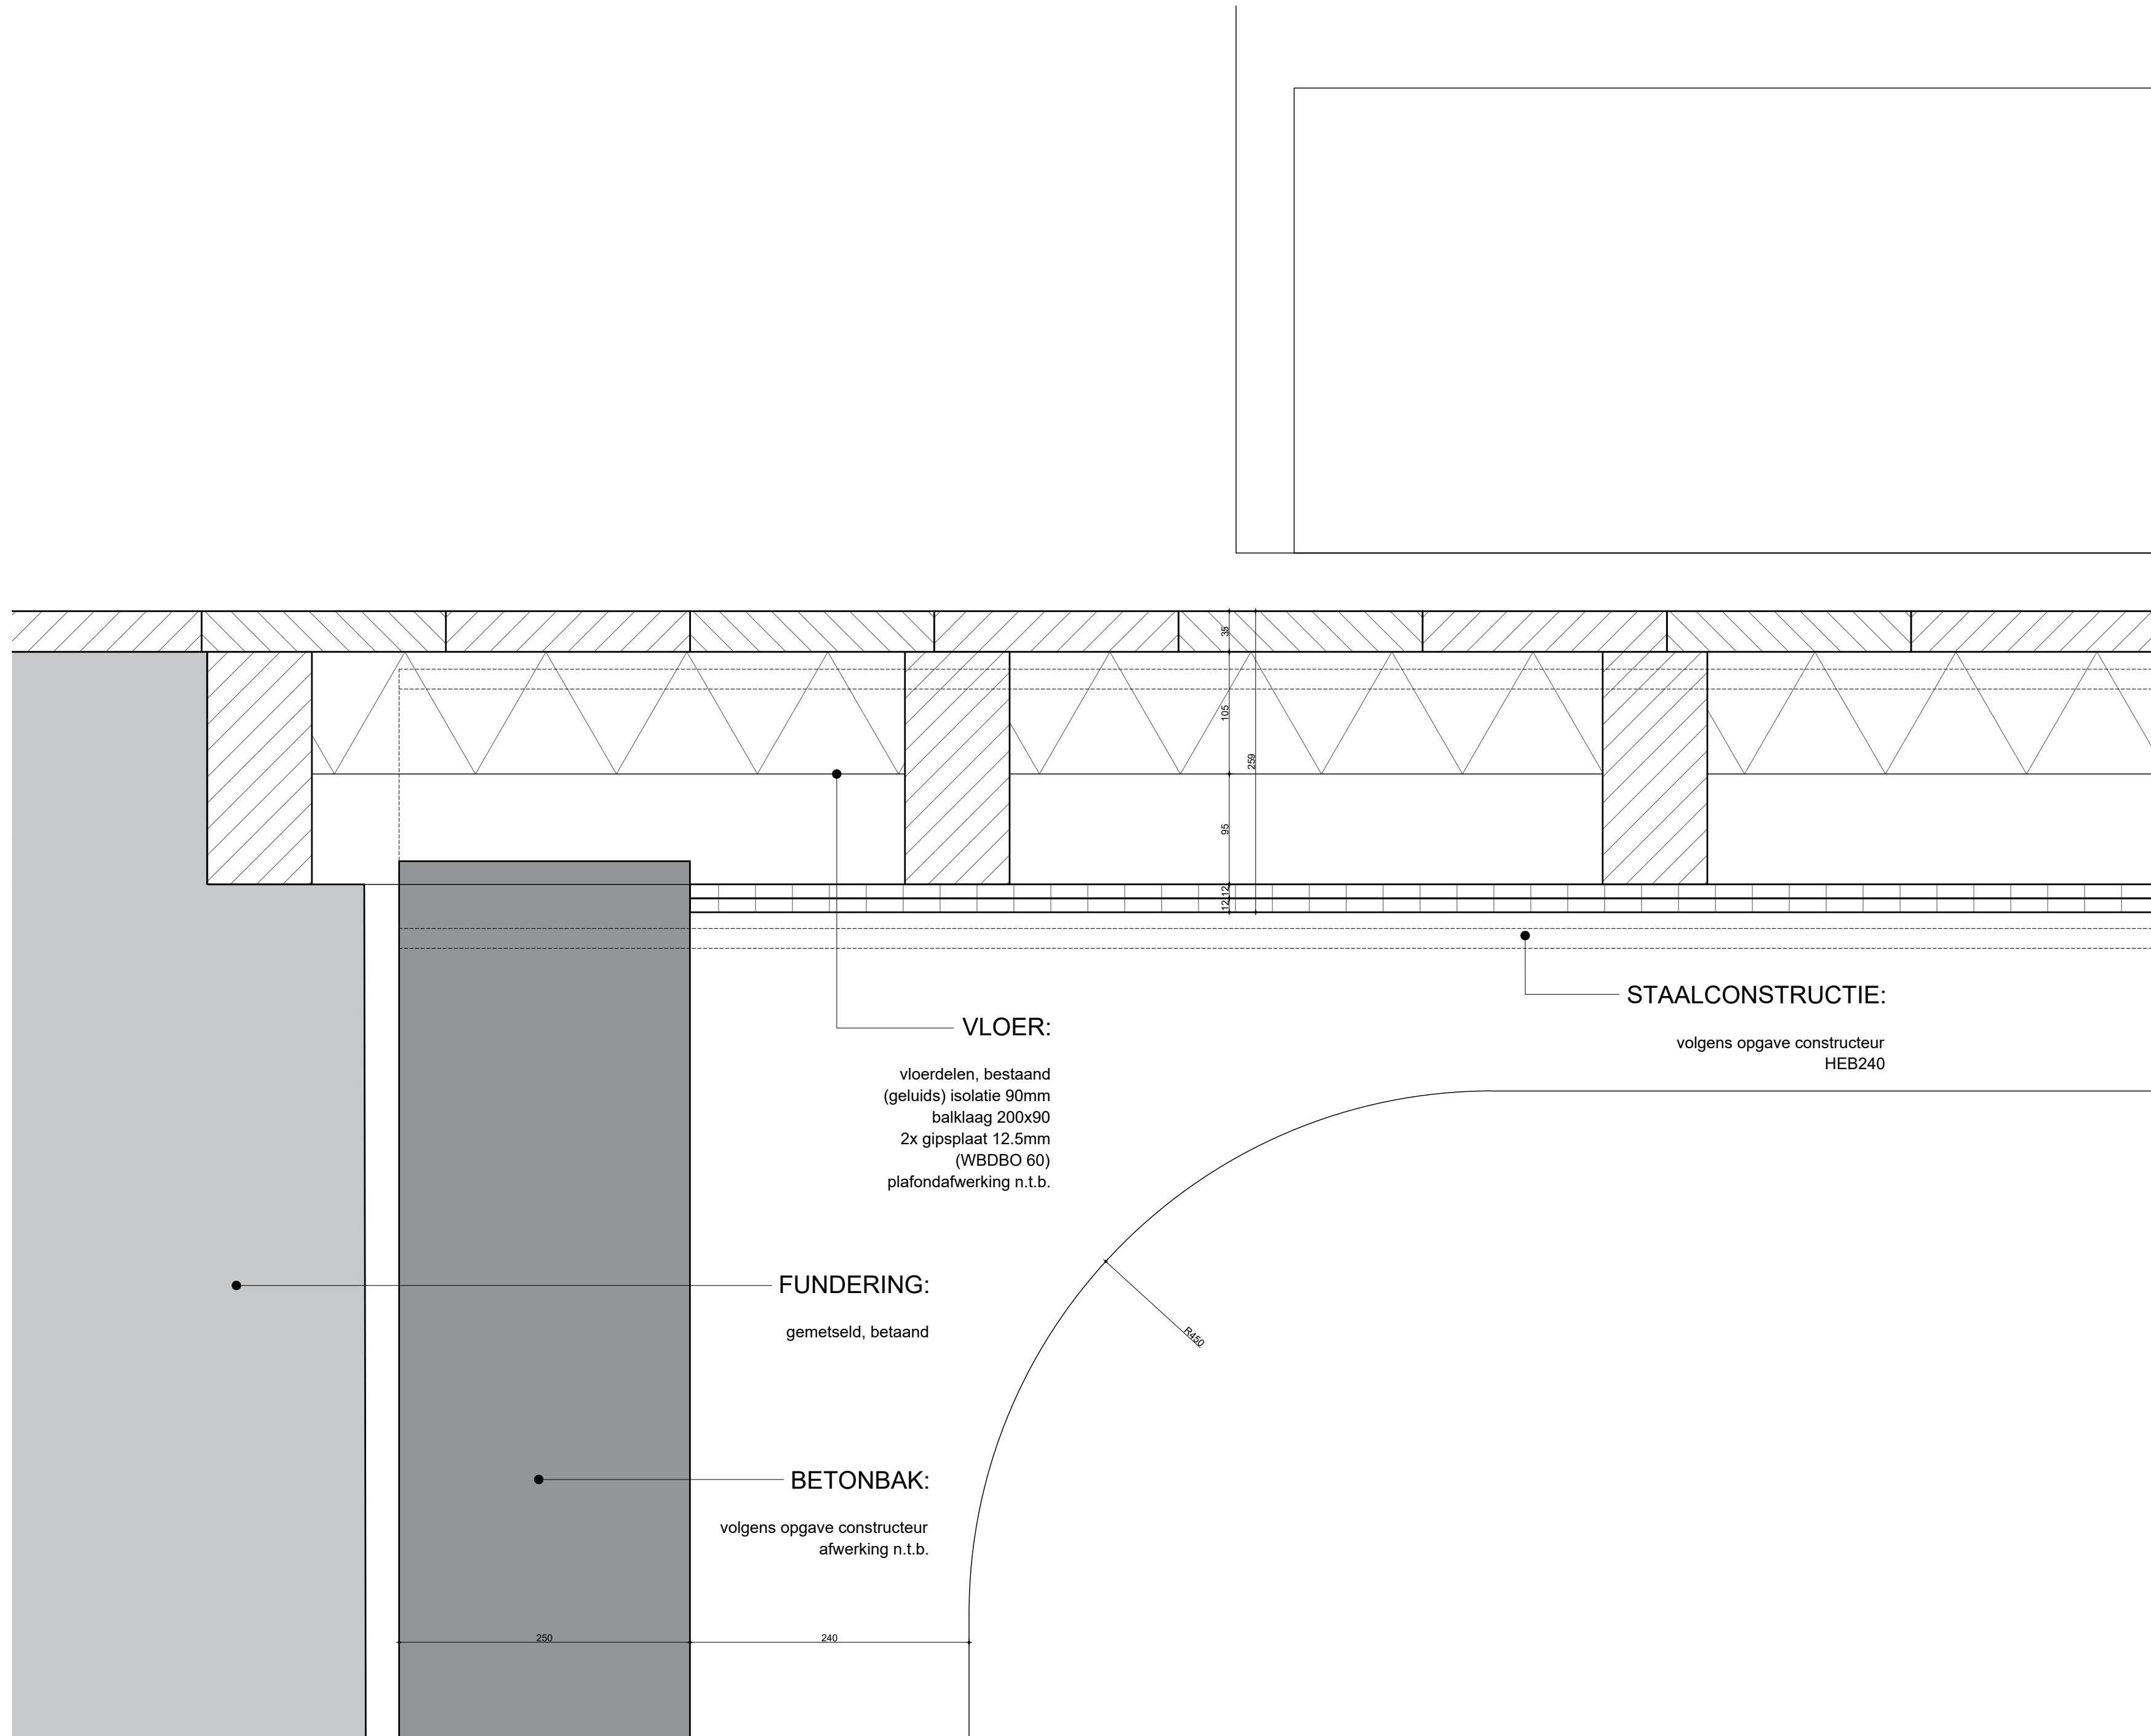 35
105
259
95
12
12
STAALCONSTRUCTIE:
volgens opgave constructeur
HEB240
VLOER:
vloerdelen, bestaand
(geluids) isolatie 90mm
balklaag 200x90
2x gipsplaat 12.5mm
(WBDBO 60)
plafondafwerking n.t.b.
FUNDERING:
gemetseld, betaand
R450
BETONBAK:
volgens opgave constructeur
afwerking n.t.b.
250
240